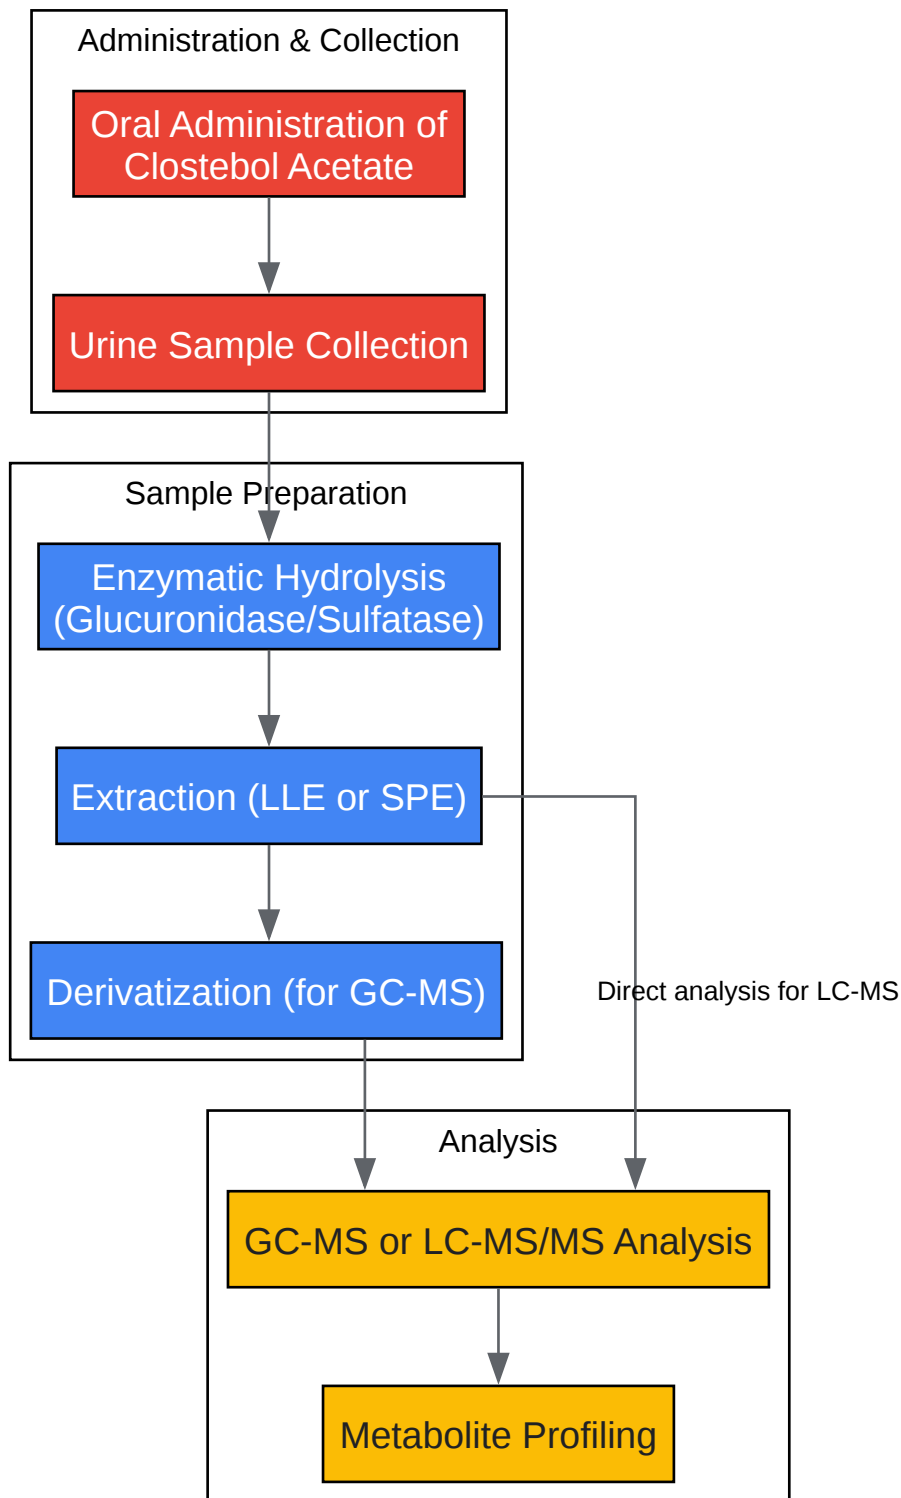 Administration & Collection
Oral Administration of
Clostebol Acetate
Urine Sample Collection
Sample Preparation
Enzymatic Hydrolysis
(Glucuronidase/Sulfatase)
Extraction (LLE or SPE)
Derivatization (for GC-MS)
Direct analysis for LC-MS
Analysis
GC-MS or LC-MS/MS Analysis
Metabolite Profiling